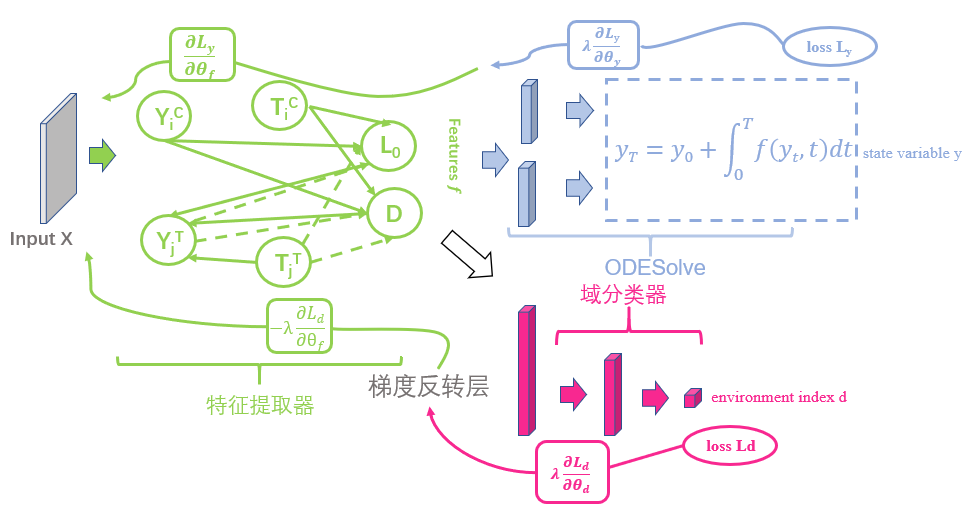 ∂L_y/∂θ_f
λ ∂L_y/∂θ_y
loss L_y
Y_i^C
T_i^C
L_0
Features f
y_T = y_0 + ∫_0^T f(y_t, t)dt
state variable y
D
Input X
Y_j^T
T_j^T
ODESolve
域分类器
−λ ∂L_d/∂θ_f
特征提取器
梯度反转层
environment index d
loss Ld
λ ∂L_d/∂θ_d